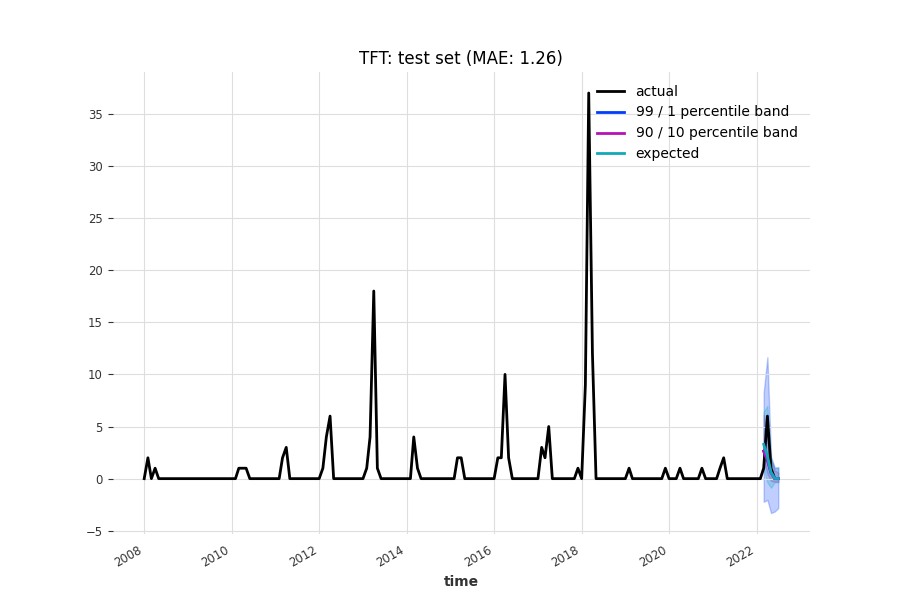 TFT: test set (MAE: 1.26)
actual
99 / 1 percentile band
90 / 10 percentile band
expected
35
30
25
20
15
10
5
0
−5
2008 2010 2012 2014 2016 2018 2020 2022
time